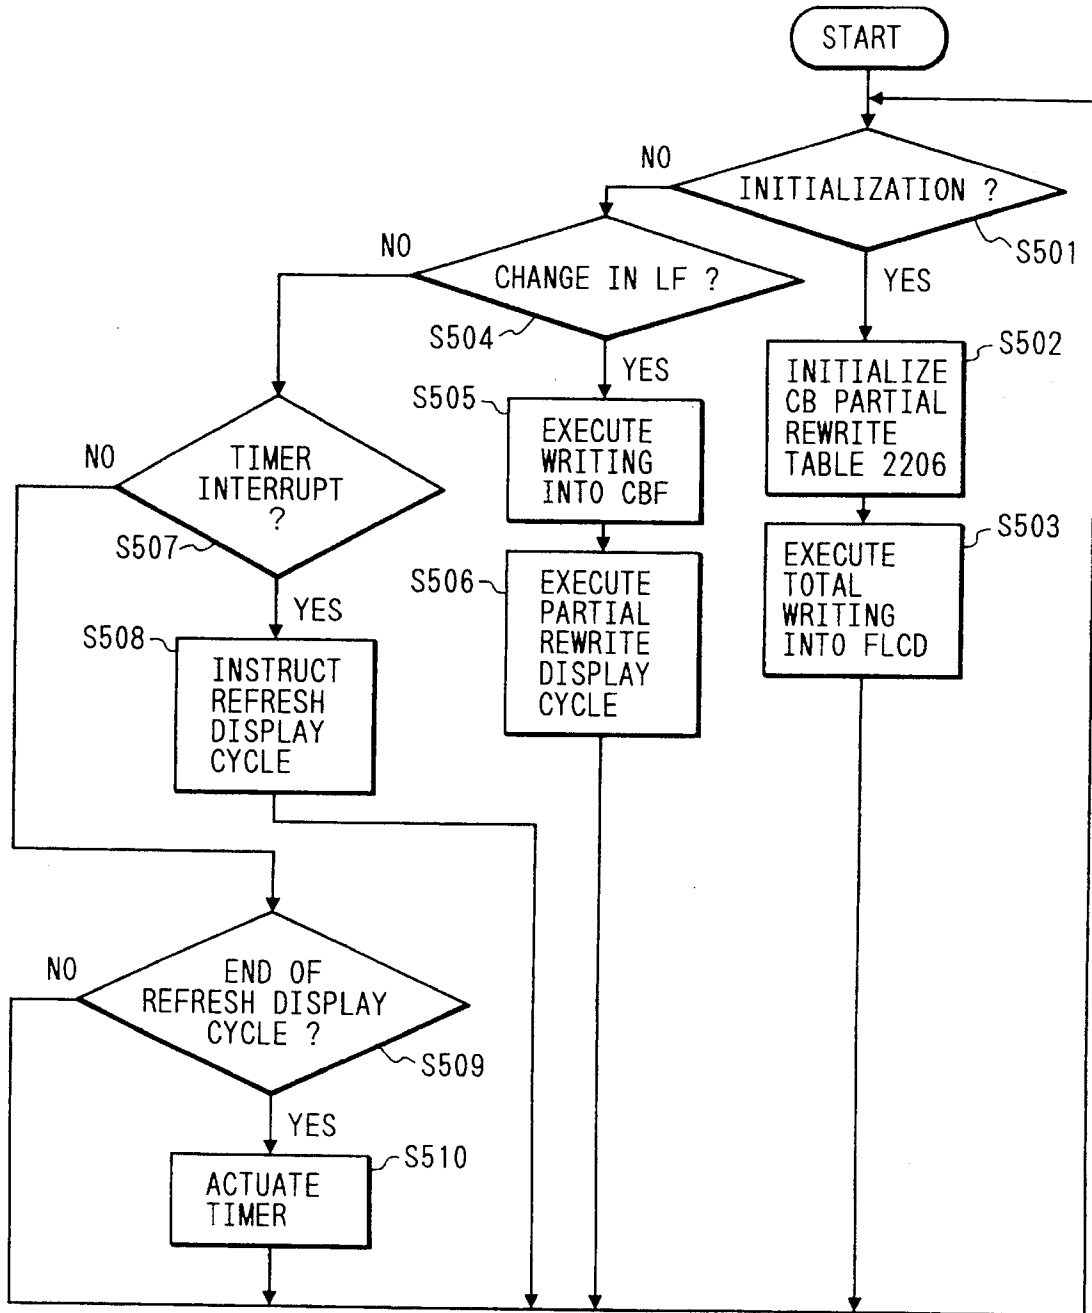 START
NO
INITIALIZATION ?
S501
NO
YES
CHANGE IN LF ?
S504
YES
S502
INITIALIZE
CB PARTIAL
REWRITE
TABLE 2206
S505
EXECUTE
WRITING
INTO CBF
NO
TIMER
INTERRUPT
?
S507
YES
S503
EXECUTE
TOTAL
WRITING
INTO FLCD
S506
EXECUTE
PARTIAL
REWRITE
DISPLAY
CYCLE
S508
INSTRUCT
REFRESH
DISPLAY
CYCLE
NO
END OF
REFRESH DISPLAY
CYCLE ?
S509
YES
S510
ACTUATE
TIMER